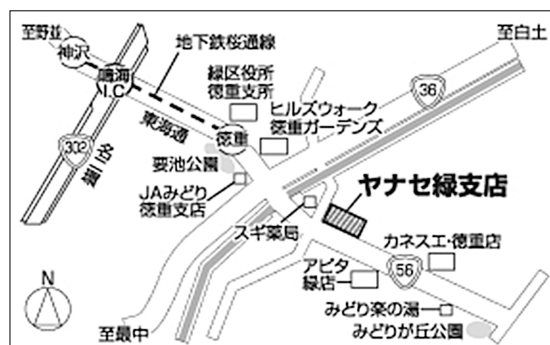 至野並
地下鉄桜通線
至白土
神沢
鳴海
I.C
緑区役所
徳重支所
ヒルズウォーク
徳重ガーデンズ
36
東海通
徳重
302
名二環
要池公園
JAみどり
徳重支店
ヤナセ緑支店
スギ薬局
カネスエ・徳重店
アピタ
緑店
56
N
みどり楽の湯
至最中
みどりが丘公園